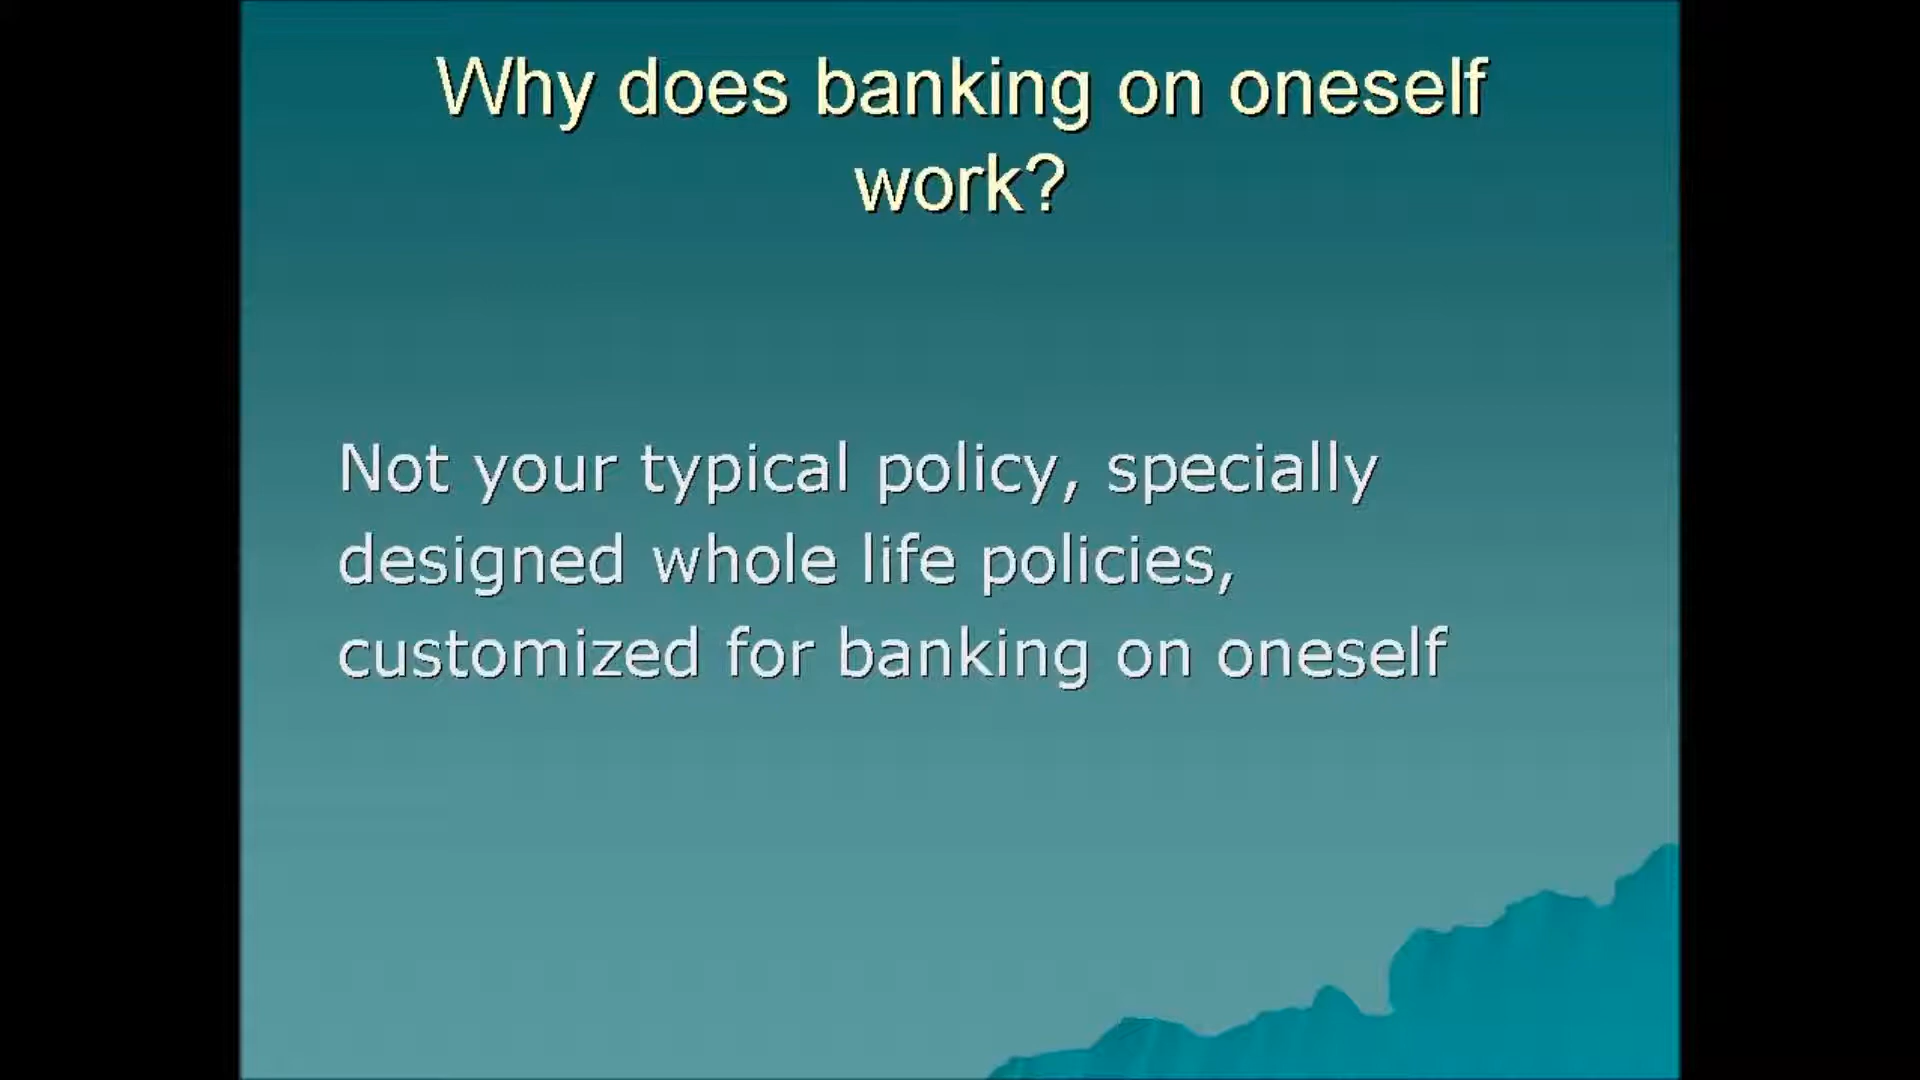 Why does banking on oneself
work?
Not your typical policy, specially
designed whole life policies,
customized for banking on oneself